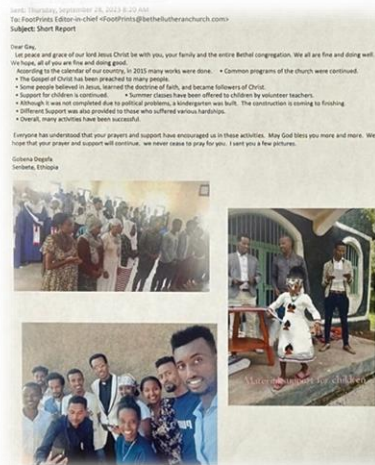 Sent: Thursday, September 28, 2023 8:20 AM
To: FootPrints Editor-in-chief <FootPrints@bethellutheranchurch.com>
Subject: Short Report
Dear Gay,
Let peace and grace of our lord Jesus Christ be with you, your family and the entire Bethel congregation. We all are fine and doing well.
We hope, all of you are fine and doing good.
According to the calendar of our country, in 2015 many works were done. • Common programs of the church were continued.
• The Gospel of Christ has been preached to many people.
• Some people believed in Jesus, learned the doctrine of faith, and became followers of Christ.
• Support for children is continued. • Summer classes have been offered to children by volunteer teachers.
• Although it was not completed due to political problems, a kindergarten was built. The construction is coming to finishing.
• Different Support was also provided to those who suffered various hardships.
• Overall, many activities have been successful.
Everyone has understood that your prayers and support have encouraged us in these activities. May God bless you more and more. We
hope that your prayer and support will continue. we never cease to pray for you. I sent you a few pictures.
Gobena Degefa
Senbete, Ethiopia
Material support for children